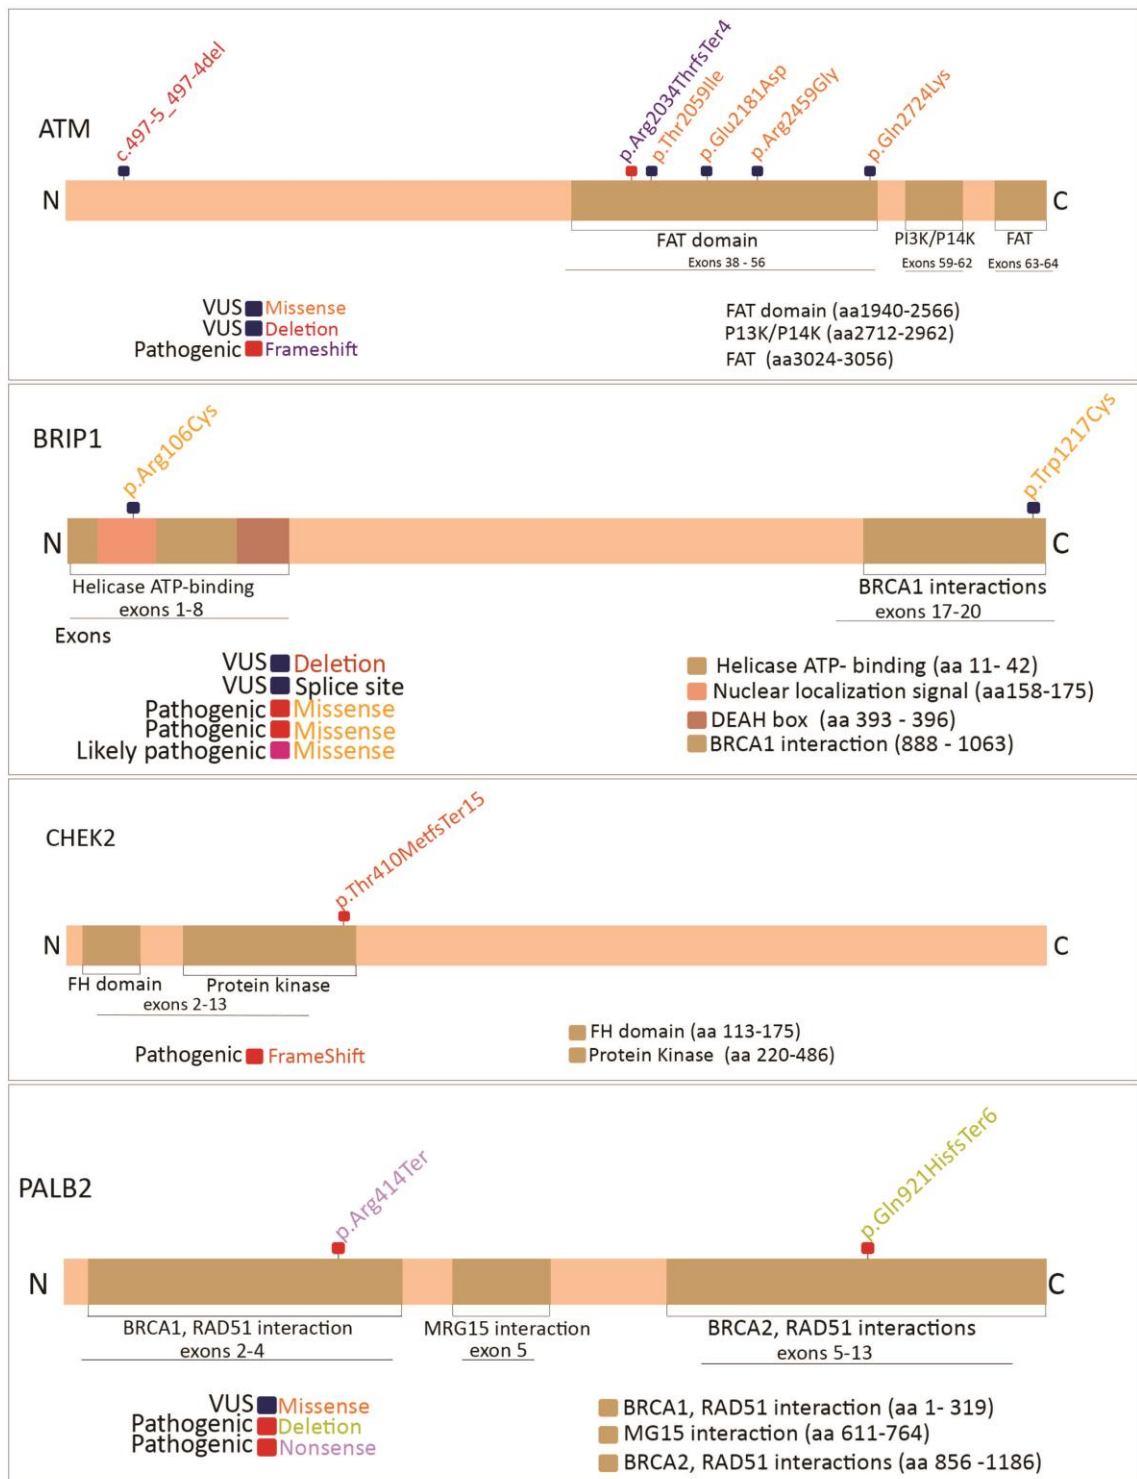 ATM
c.497-5_497-4del
p.Arg2034ThrfsTer4
p.Thr2059Ile
p.Glu2181Asp
p.Arg2459Gly
p.Gln2724Lys
N
C
FAT domain
PI3K/P14K
FAT
Exons 38 - 56
Exons 59-62
Exons 63-64
VUS Missense
VUS Deletion
Pathogenic Frameshift
FAT domain (aa1940-2566)
P13K/P14K (aa2712-2962)
FAT (aa3024-3056)
BRIP1
p.Arg106Cys
p.Trp1217Cys
N
C
Helicase ATP-binding
exons 1-8
BRCA1 interactions
exons 17-20
Exons
VUS Deletion
VUS Splice site
Pathogenic Missense
Pathogenic Missense
Likely pathogenic Missense
Helicase ATP- binding (aa 11- 42)
Nuclear localization signal (aa158-175)
DEAH box (aa 393 - 396)
BRCA1 interaction (888 - 1063)
CHEK2
p.Thr410MetfsTer15
N
C
FH domain
Protein kinase
exons 2-13
Pathogenic FrameShift
FH domain (aa 113-175)
Protein Kinase (aa 220-486)
PALB2
p.Arg414Ter
p.Gln921HisfsTer6
N
C
BRCA1, RAD51 interaction
exons 2-4
MRG15 interaction
exon 5
BRCA2, RAD51 interactions
exons 5-13
VUS Missense
Pathogenic Deletion
Pathogenic Nonsense
BRCA1, RAD51 interaction (aa 1- 319)
MG15 interaction (aa 611-764)
BRCA2, RAD51 interactions (aa 856 -1186)